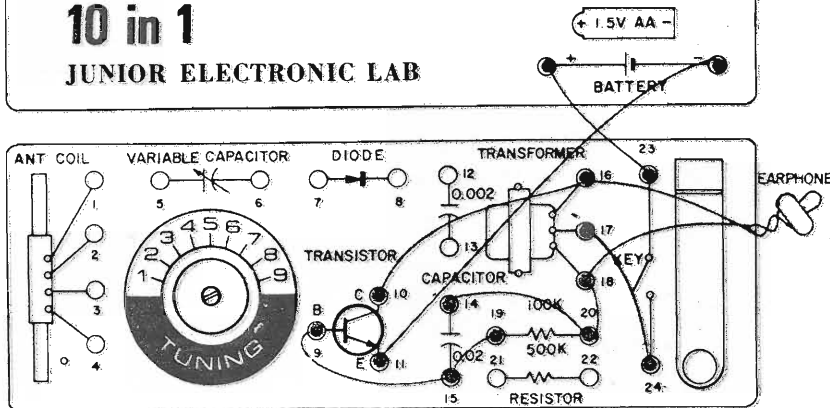 10 in 1
JUNIOR ELECTRONIC LAB
+ 1.5V AA -
+ -
BATTERY
ANT COIL
VARIABLE CAPACITOR
DIODE
TRANSFORMER
23
EARPHONE
1.
2
3
4.
5
6
7
8
12
0.002
13
16
17
18
KEY
1 2 3 4 5 6 7 8 9
TUNING
TRANSISTOR
C
10
B
9.
E
11
CAPACITOR
14
0.02
15
19.
100K
20
500K
21
22
RESISTOR
24